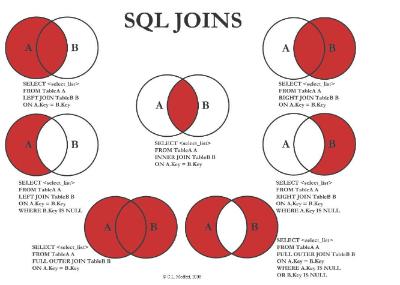 SQL JOINS
A B
SELECT <select_list>
FROM TableA A
LEFT JOIN TableB B
ON A.Key = B.Key
A B
SELECT <select_list>
FROM TableA A
RIGHT JOIN TableB B
ON A.Key = B.Key
A B
SELECT <select_list>
FROM TableA A
INNER JOIN TableB B
ON A.Key = B.Key
A B
SELECT <select_list>
FROM TableA A
LEFT JOIN TableB B
ON A.Key = B.Key
WHERE B.Key IS NULL
A B
SELECT <select_list>
FROM TableA A
RIGHT JOIN TableB B
ON A.Key = B.Key
WHERE A.Key IS NULL
A B
SELECT <select_list>
FROM TableA A
FULL OUTER JOIN TableB B
ON A.Key = B.Key
A B
SELECT <select_list>
FROM TableA A
FULL OUTER JOIN TableB B
ON A.Key = B.Key
WHERE A.Key IS NULL
OR B.Key IS NULL
© C.L. Moffatt, 2008